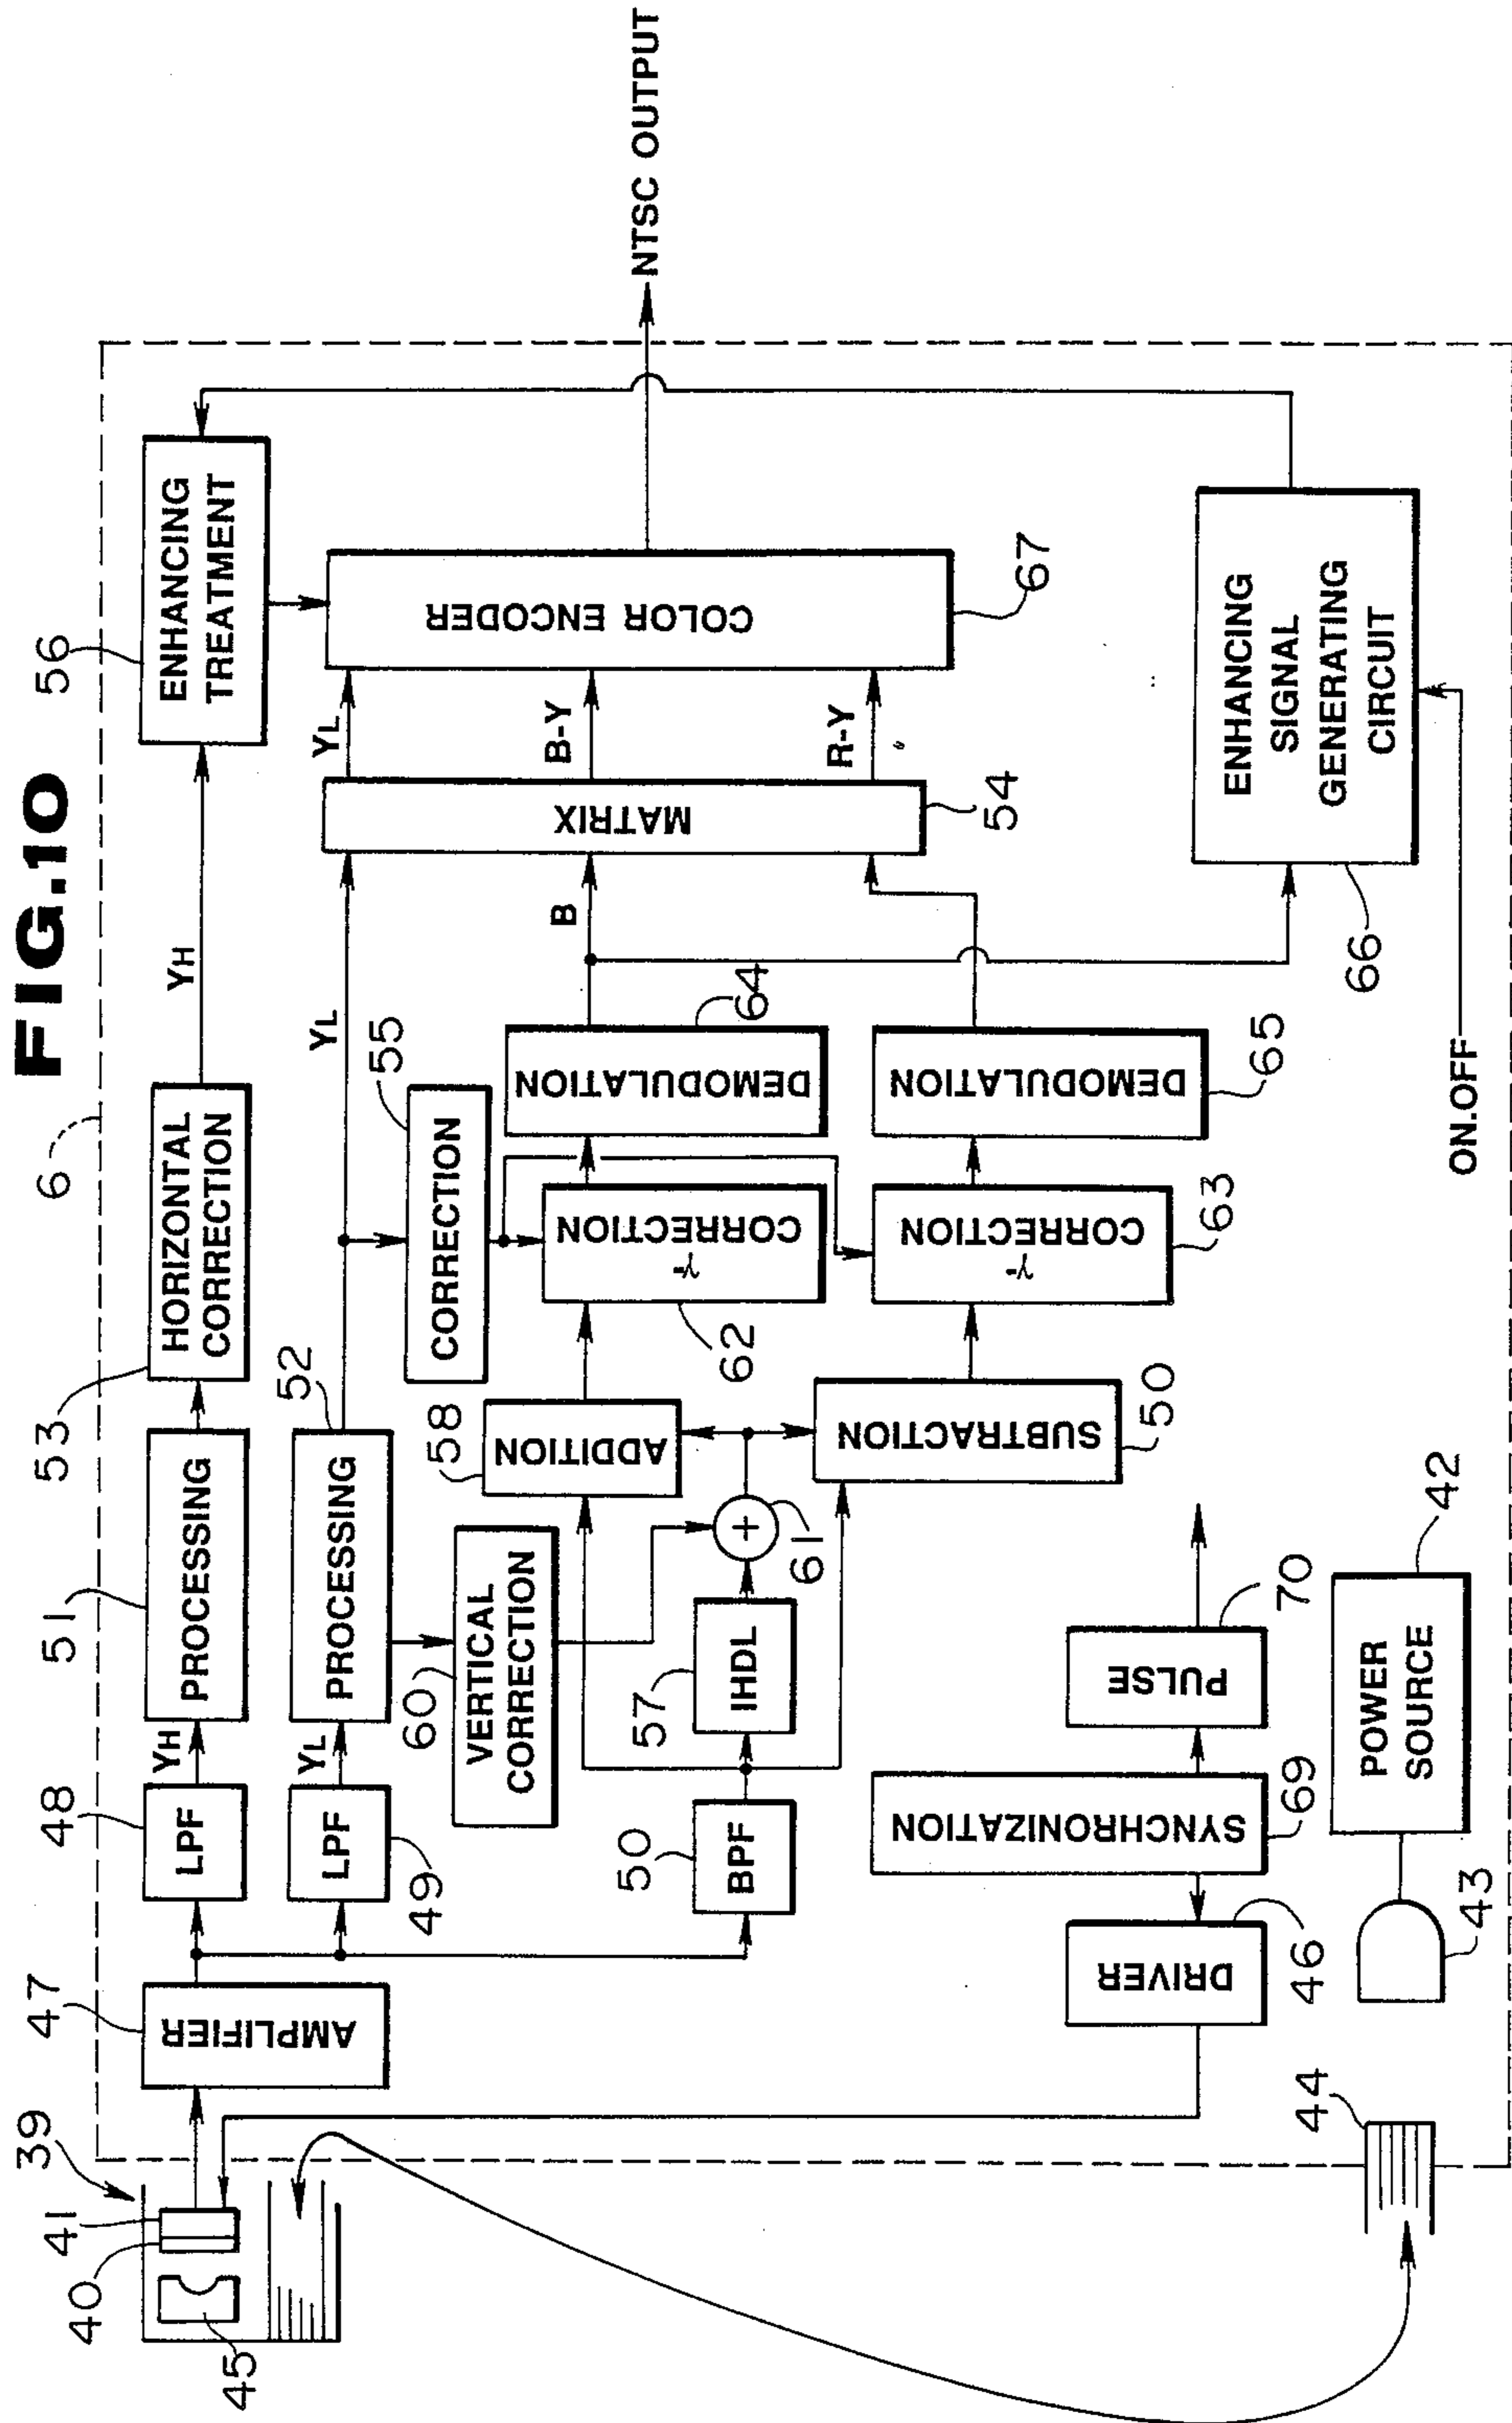 FIG.10
6
39
41
40
45
47
AMPLIFIER
48
LPF
YH
51
PROCESSING
53
HORIZONTAL
CORRECTION
YH
56
ENHANCING
TREATMENT
49
LPF
YL
52
PROCESSING
YL
55
CORRECTION
60
VERTICAL
CORRECTION
50
BPF
57
IHDL
61
+
58
ADDITION
50
SUBTRACTION
62
γ-
CORRECTION
63
γ-
CORRECTION
64
DEMODULATION
65
DEMODULATION
B
54
MATRIX
YL
B-Y
R-Y
67
COLOR ENCODER
NTSC OUTPUT
66
ENHANCING
SIGNAL
GENERATING
CIRCUIT
ON.OFF
46
DRIVER
69
SYNCHRONIZATION
70
PULSE
44
43
42
POWER
SOURCE